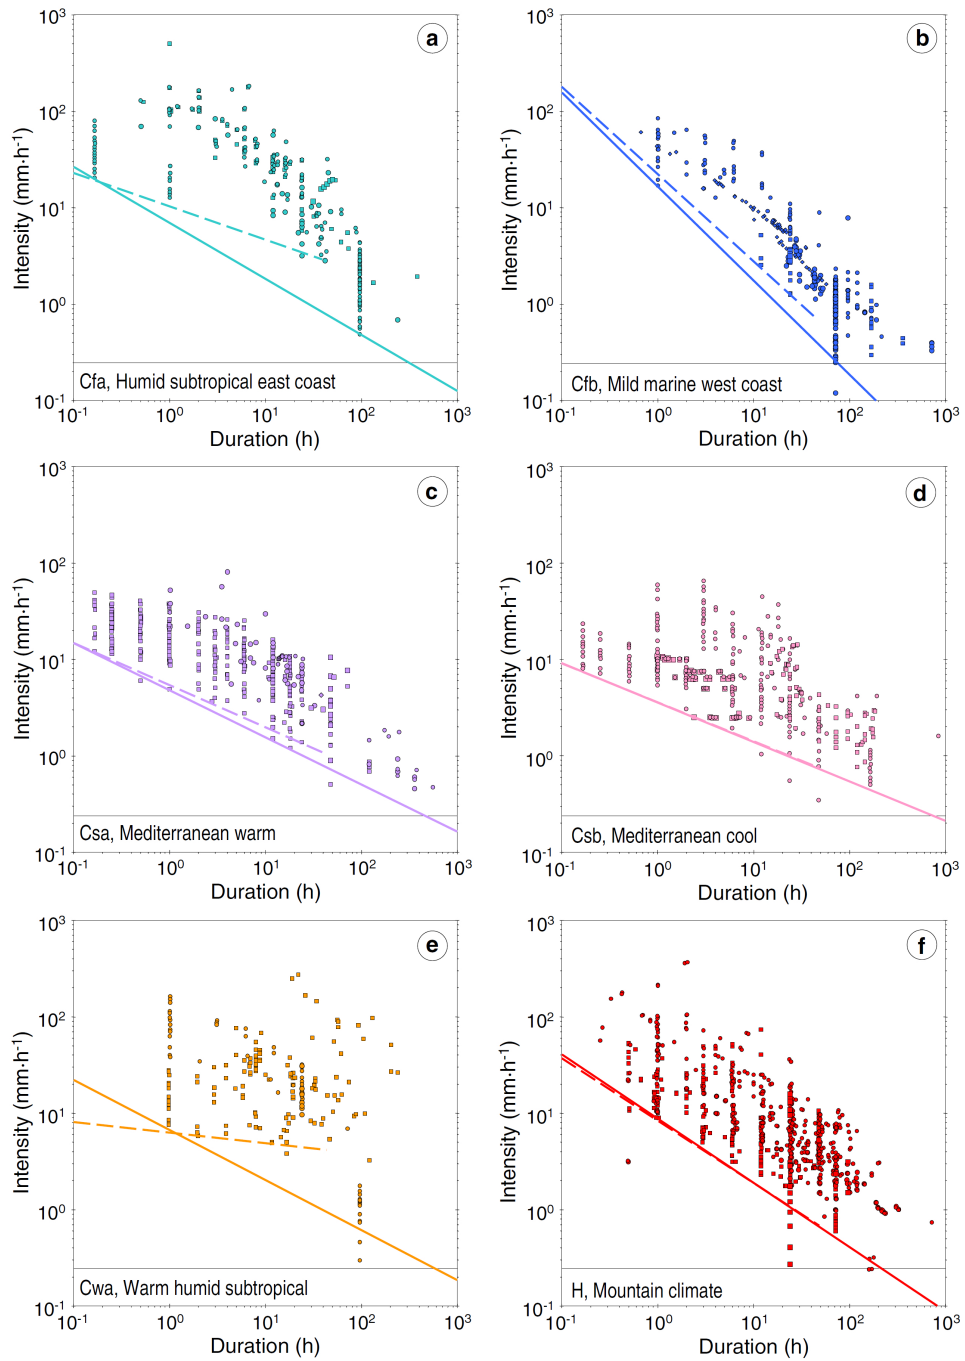 a
10³
10²
10¹
10⁰
10⁻¹
Intensity (mm·h⁻¹)
Cfa, Humid subtropical east coast
10⁻¹ 10⁰ 10¹ 10² 10³
Duration (h)
b
10³
10²
10¹
10⁰
10⁻¹
Intensity (mm·h⁻¹)
Cfb, Mild marine west coast
10⁻¹ 10⁰ 10¹ 10² 10³
Duration (h)
c
10³
10²
10¹
10⁰
10⁻¹
Intensity (mm·h⁻¹)
Csa, Mediterranean warm
10⁻¹ 10⁰ 10¹ 10² 10³
Duration (h)
d
10³
10²
10¹
10⁰
10⁻¹
Intensity (mm·h⁻¹)
Csb, Mediterranean cool
10⁻¹ 10⁰ 10¹ 10² 10³
Duration (h)
e
10³
10²
10¹
10⁰
10⁻¹
Intensity (mm·h⁻¹)
Cwa, Warm humid subtropical
10⁻¹ 10⁰ 10¹ 10² 10³
Duration (h)
f
10³
10²
10¹
10⁰
10⁻¹
Intensity (mm·h⁻¹)
H, Mountain climate
10⁻¹ 10⁰ 10¹ 10² 10³
Duration (h)